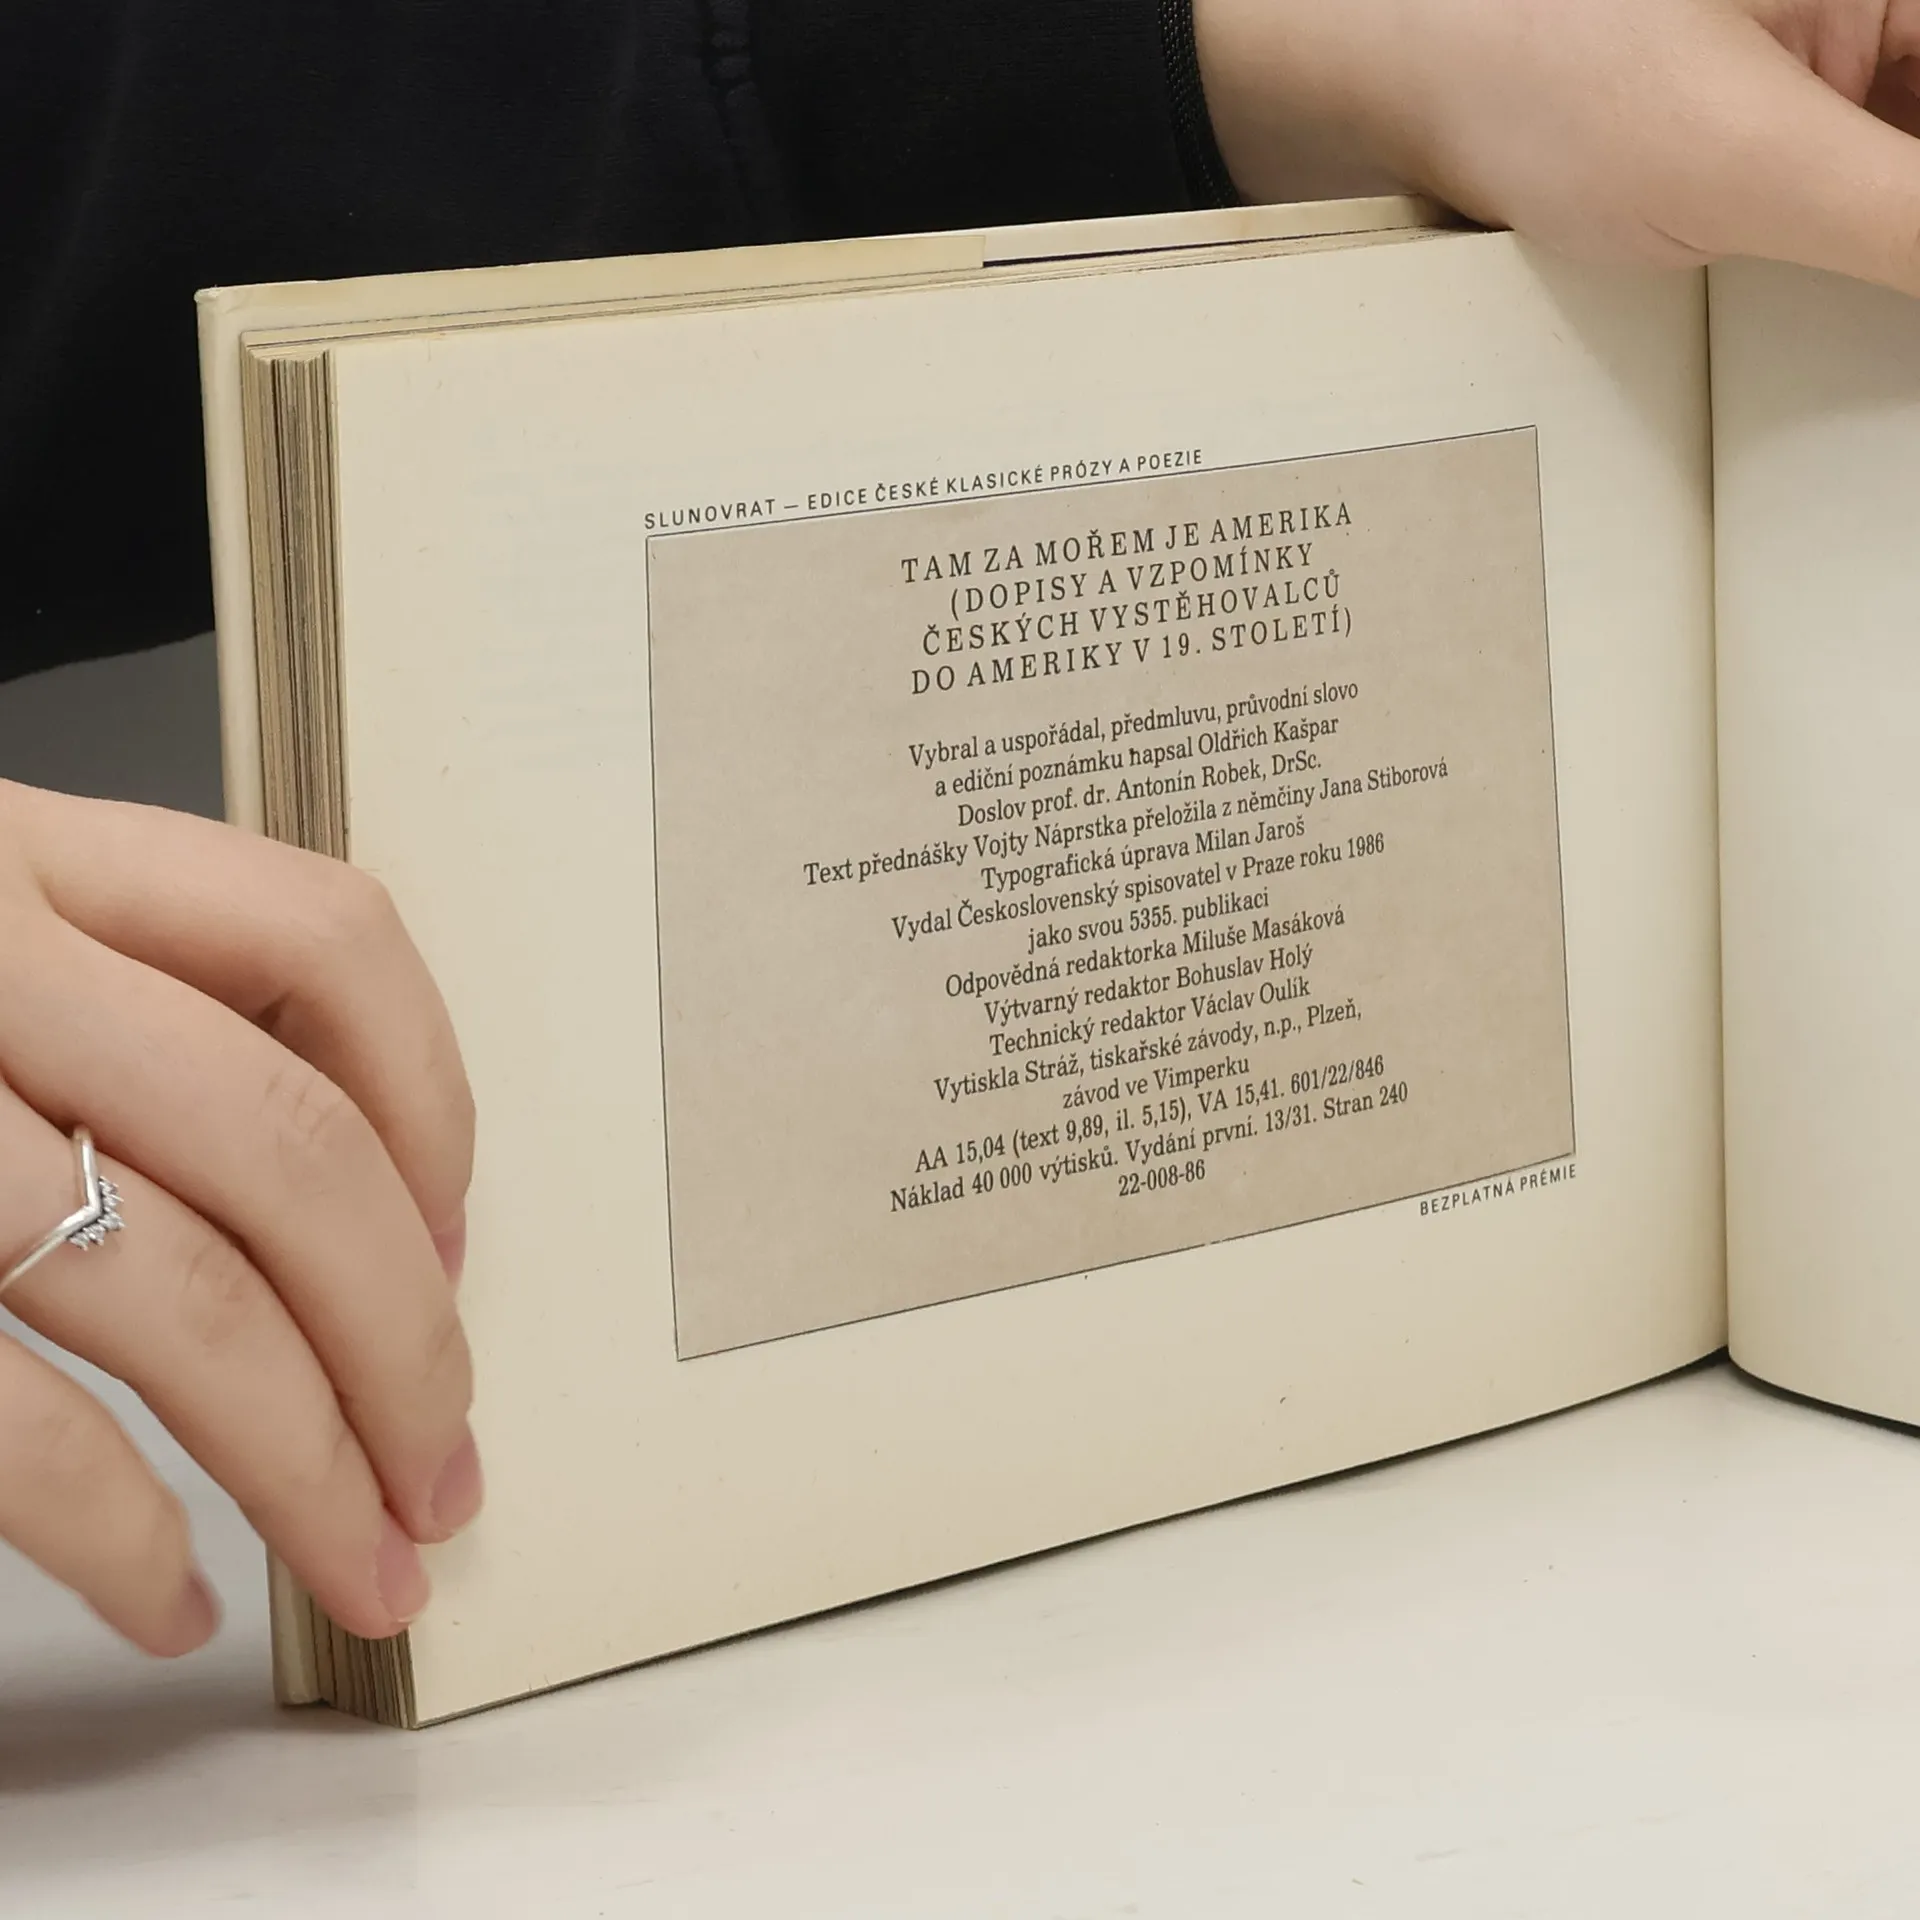 SLUNOVRAT — EDICE ČESKÉ KLASICKÉ PRÓZY A POEZIE
TAM ZA MOŘEM JE AMERIKA
(DOPISY A VZPOMÍNKY
ČESKÝCH VYSTĚHOVALCŮ
DO AMERIKY V 19. STOLETÍ)
Vybral a uspořádal, předmluvu, průvodní slovo
a ediční poznámku napsal Oldřich Kašpar
Doslov prof. dr. Antonín Robek, DrSc.
Text přednášky Vojty Náprstka přeložila z němčiny Jana Stiborová
Typografická úprava Milan Jaroš
Vydal Československý spisovatel v Praze roku 1986
jako svou 5355. publikaci
Odpovědná redaktorka Miluše Masáková
Výtvarný redaktor Bohuslav Holý
Technický redaktor Václav Oulík
Vytiskla Stráž, tiskařské závody, n.p., Plzeň,
závod ve Vimperku
AA 15,04 (text 9,89, il. 5,15), VA 15,41. 601/22/846
Náklad 40 000 výtisků. Vydání první. 13/31. Stran 240
22-008-86
BEZPLATNÁ PRÉMIE